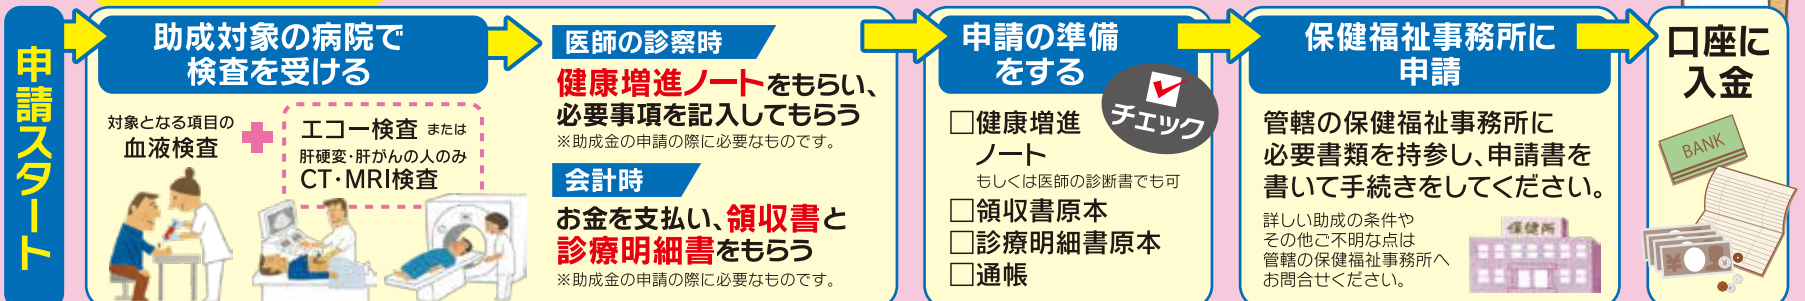 申請スタート
助成対象の病院で
検査を受ける
対象となる項目の
血液検査
エコー検査 または
肝硬変・肝がんの人のみ
CT・MRI検査
医師の診察時
健康増進ノートをもらい、
必要事項を記入してもらう
※助成金の申請の際に必要なものです。
会計時
お金を支払い、領収書と
診療明細書をもらう
※助成金の申請の際に必要なものです。
申請の準備
をする
チェック
□健康増進
ノート
もしくは医師の診断書でも可
□領収書原本
□診療明細書原本
□通帳
保健福祉事務所に
申請
管轄の保健福祉事務所に
必要書類を持参し、申請書を
書いて手続きをしてください。
詳しい助成の条件や
その他ご不明な点は
管轄の保健福祉事務所へ
お問合せください。
保健所
口座に
入金
BANK